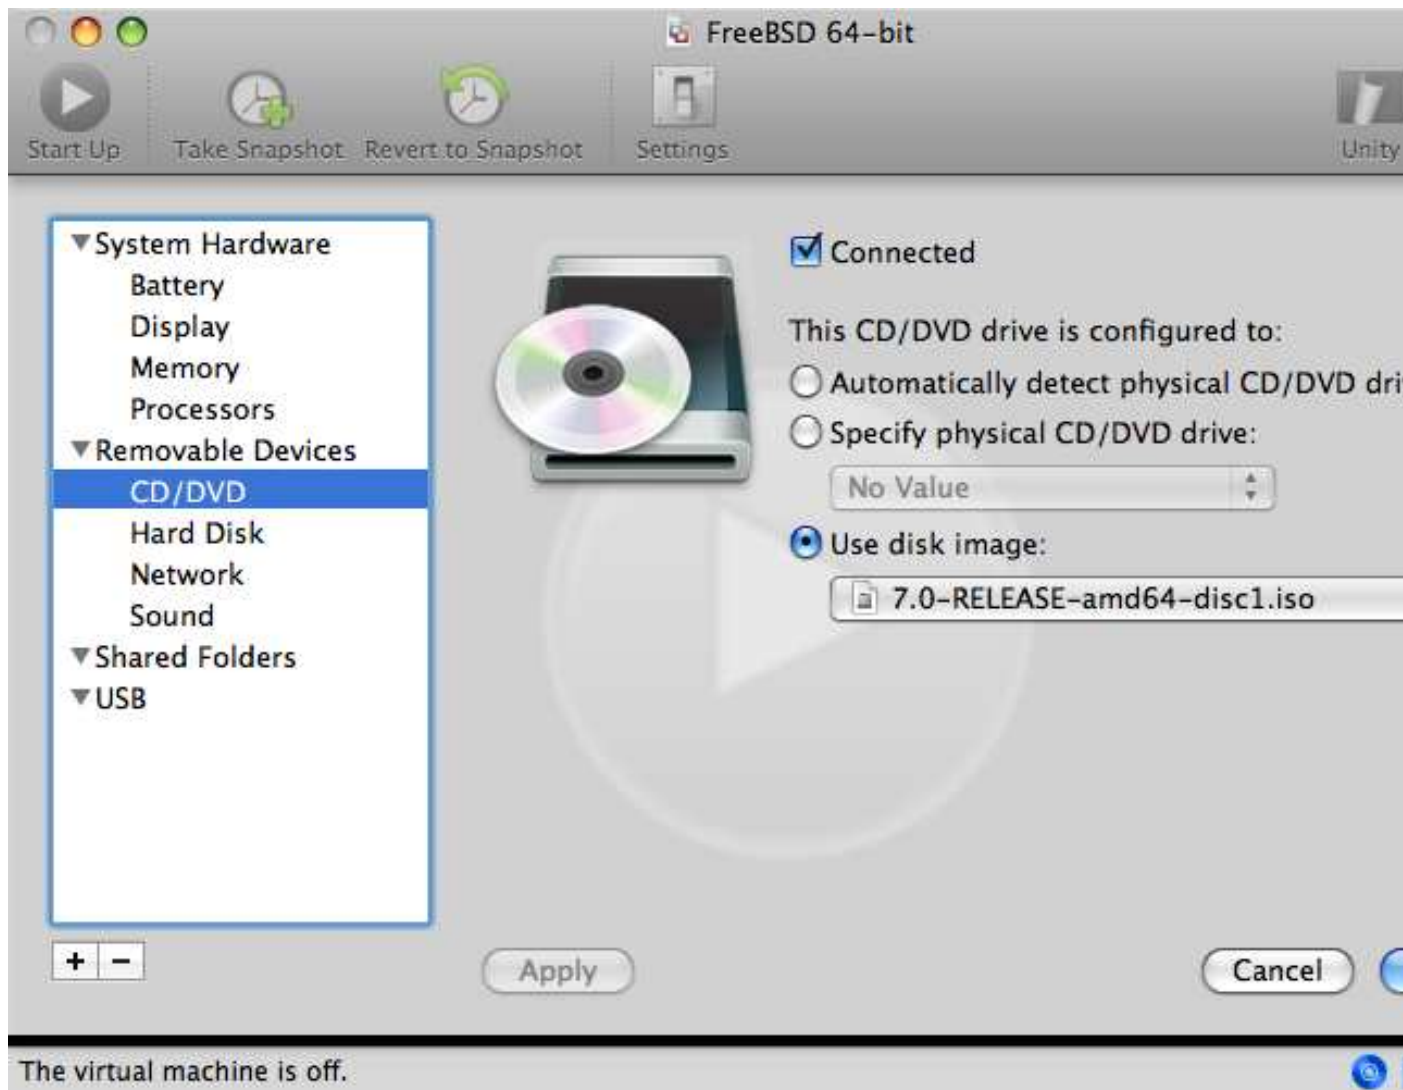 FreeBSD 64-bit
Start Up Take Snapshot Revert to Snapshot Settings Unity
System Hardware
Battery
Display
Memory
Processors
Removable Devices
CD/DVD
Hard Disk
Network
Sound
Shared Folders
USB
Connected
This CD/DVD drive is configured to:
Automatically detect physical CD/DVD
Specify physical CD/DVD drive:
No Value
Use disk image:
7.0-RELEASE-amd64-disc1.iso
+ −
Apply
Cancel
The virtual machine is off.